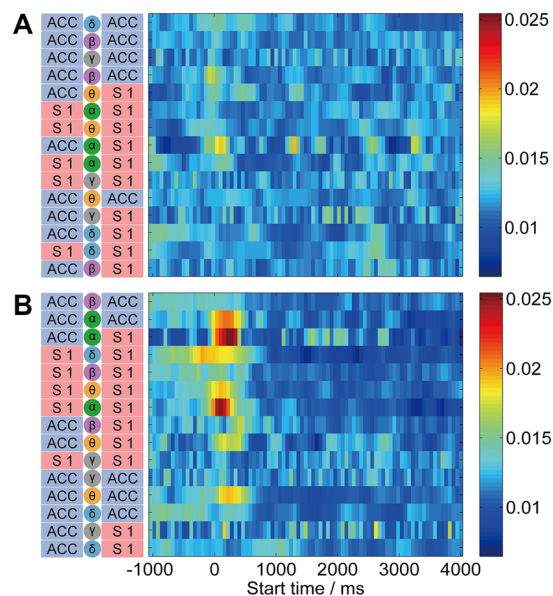 A
ACC δ ACC
ACC β ACC
ACC γ ACC
ACC β ACC
ACC θ S 1
S 1 α S 1
S 1 θ S 1
ACC α S 1
S 1 α S 1
S 1 γ S 1
ACC θ ACC
ACC γ S 1
ACC δ S 1
S 1 δ S 1
ACC β S 1
0.025
0.02
0.015
0.01
B
ACC β ACC
ACC α ACC
ACC α S 1
S 1 δ S 1
S 1 β S 1
S 1 θ S 1
S 1 α S 1
ACC β S 1
ACC θ S 1
S 1 γ S 1
ACC γ ACC
ACC θ ACC
ACC δ ACC
ACC γ S 1
ACC δ S 1
0.025
0.02
0.015
0.01
-1000 0 1000 2000 3000 4000
Start time / ms